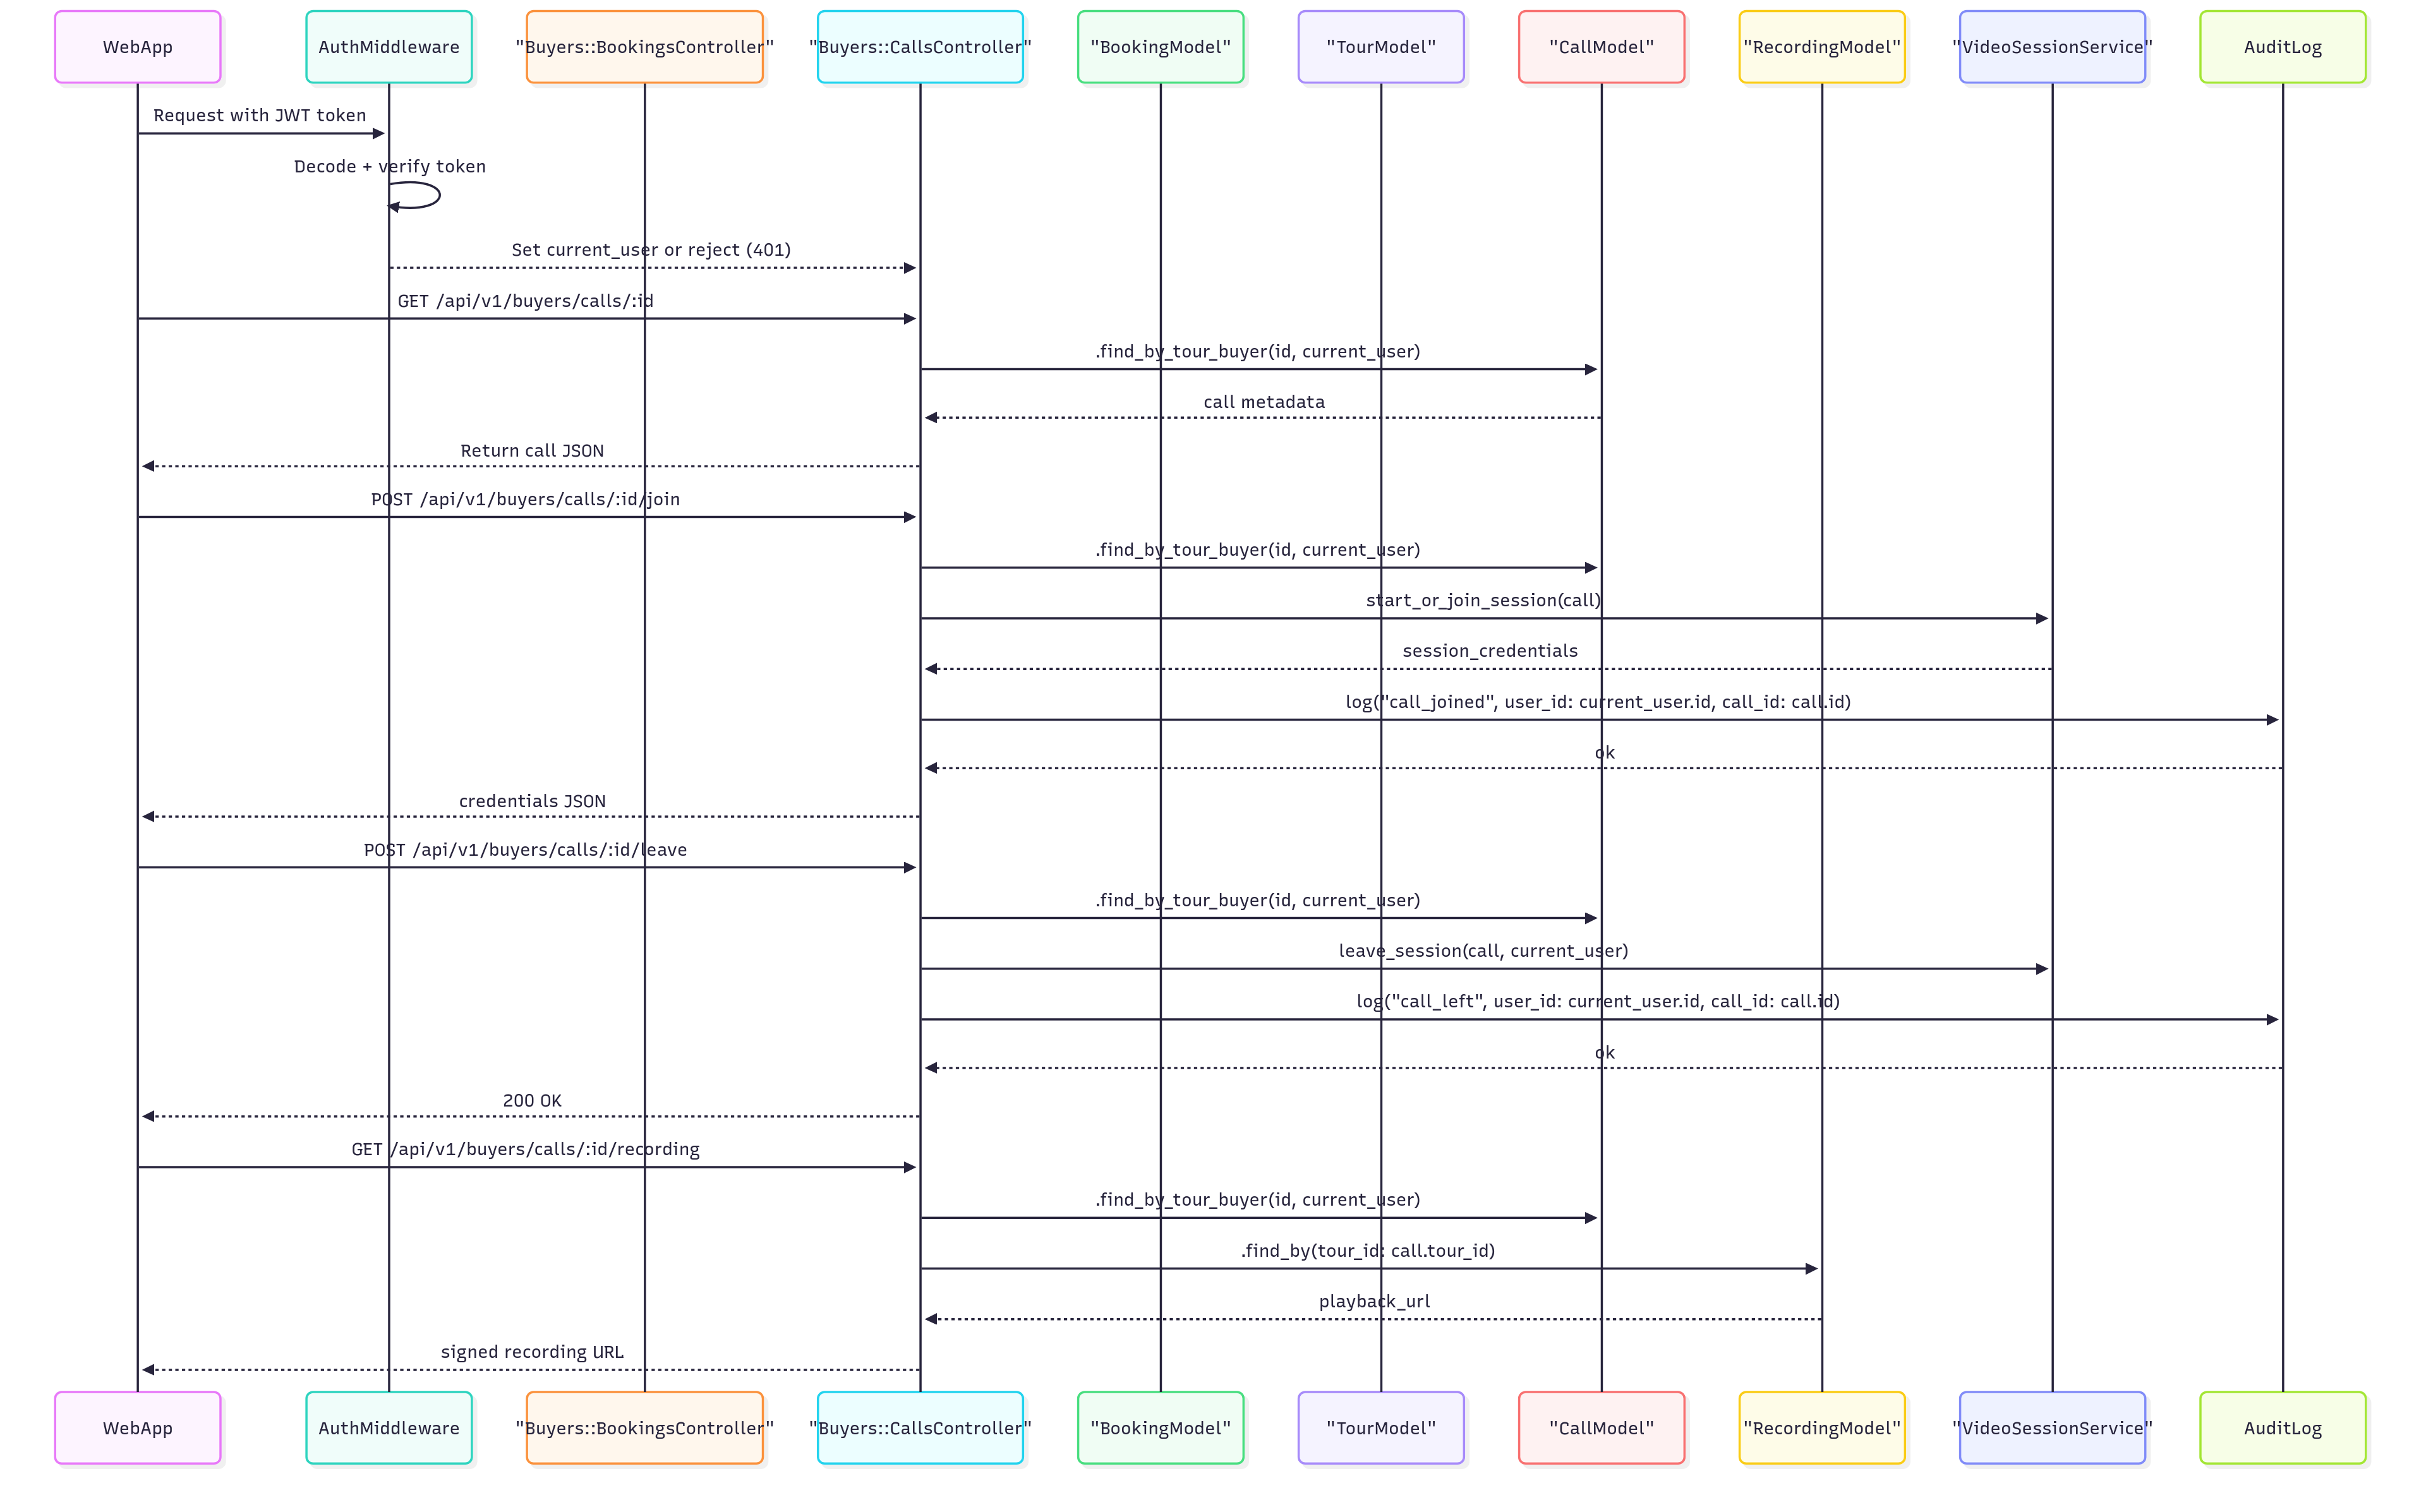 WebApp
AuthMiddleware
"Buyers::BookingsController"
"Buyers::CallsController"
"BookingModel"
"TourModel"
"CallModel"
"RecordingModel"
"VideoSessionService"
AuditLog
Request with JWT token
Decode + verify token
Set current_user or reject (401)
GET /api/v1/buyers/calls/:id
.find_by_tour_buyer(id, current_user)
call metadata
Return call JSON
POST /api/v1/buyers/calls/:id/join
.find_by_tour_buyer(id, current_user)
start_or_join_session(call)
session_credentials
log("call_joined", user_id: current_user.id, call_id: call.id)
ok
credentials JSON
POST /api/v1/buyers/calls/:id/leave
.find_by_tour_buyer(id, current_user)
leave_session(call, current_user)
log("call_left", user_id: current_user.id, call_id: call.id)
ok
200 OK
GET /api/v1/buyers/calls/:id/recording
.find_by_tour_buyer(id, current_user)
.find_by(tour_id: call.tour_id)
playback_url
signed recording URL
WebApp
AuthMiddleware
"Buyers::BookingsController"
"Buyers::CallsController"
"BookingModel"
"TourModel"
"CallModel"
"RecordingModel"
"VideoSessionService"
AuditLog